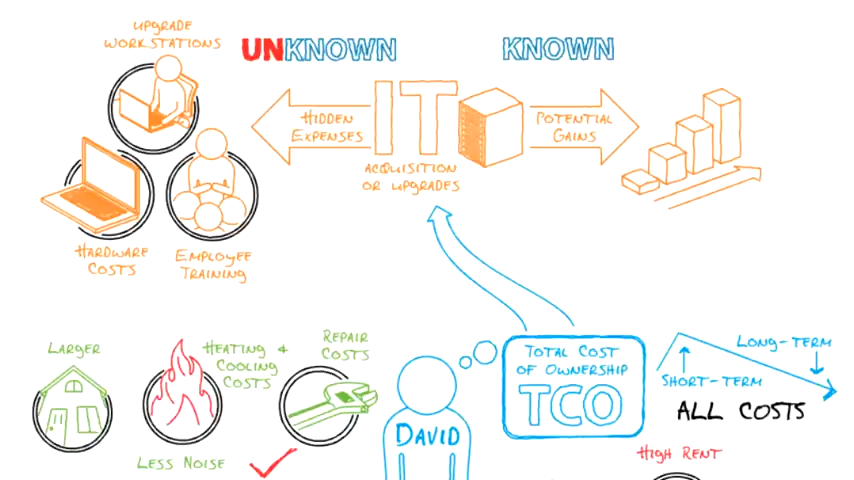 UPGRADE
WORKSTATIONS
UNKNOWN
KNOWN
HIDDEN
EXPENSES
IT
POTENTIAL
GAINS
ACQUISITION
OR UPGRADES
HARDWARE
COSTS
EMPLOYEE
TRAINING
LARGER
HEATING +
COOLING
COSTS
REPAIR
COSTS
TOTAL COST
OF OWNERSHIP
TCO
LONG-TERM
SHORT-TERM
ALL COSTS
DAVID
LESS NOISE
HIGH RENT